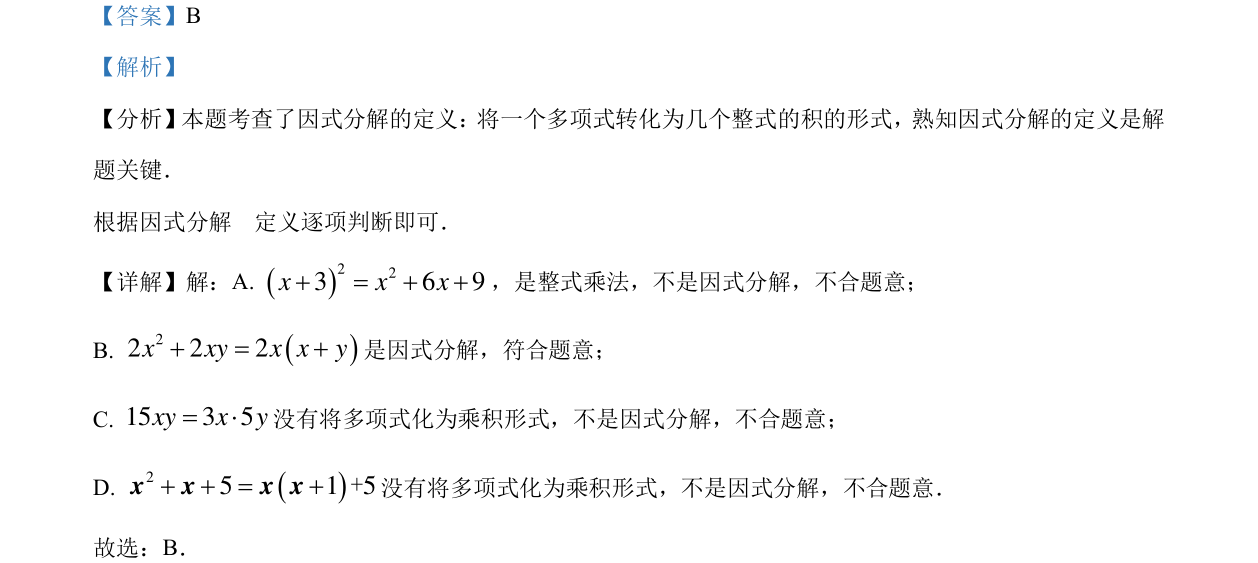 【答案】B
【解析】
【分析】本题考查了因式分解的定义：将一个多项式转化为几个整式的积的形式，熟知因式分解的定义是解
题关键．
根据因式分解　定义逐项判断即可．
【详解】解：A. (x+3)² = x² + 6x + 9，是整式乘法，不是因式分解，不合题意；
B. 2x² + 2xy = 2x(x + y)是因式分解，符合题意；
C. 15xy = 3x·5y没有将多项式化为乘积形式，不是因式分解，不合题意；
D. x² + x + 5 = x(x+1)+5没有将多项式化为乘积形式，不是因式分解，不合题意．
故选：B．